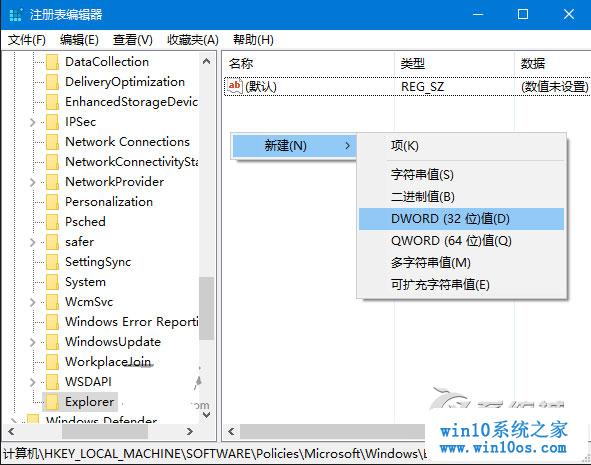 注册表编辑器
文件(F) 编辑(E) 查看(V) 收藏夹(A) 帮助(H)
DataCollection
DeliveryOptimization
EnhancedStorageDevic
IPSec
Network Connections
NetworkConnectivitySta
NetworkProvider
Personalization
Psched
safer
SettingSync
System
WcmSvc
Windows Error Reporti
WindowsUpdate
WorkplaceJoin
WSDAPI
Explorer
Windows Defender
名称 类型 数据
ab (默认) REG_SZ (数值未设置)
新建(N)
项(K)
字符串值(S)
二进制值(B)
DWORD (32 位)值(D)
QWORD (64 位)值(Q)
多字符串值(M)
可扩充字符串值(E)
计算机\HKEY_LOCAL_MACHINE\SOFTWARE\Policies\Microsoft\Windows\E
win10系统之家
www.win10os.com